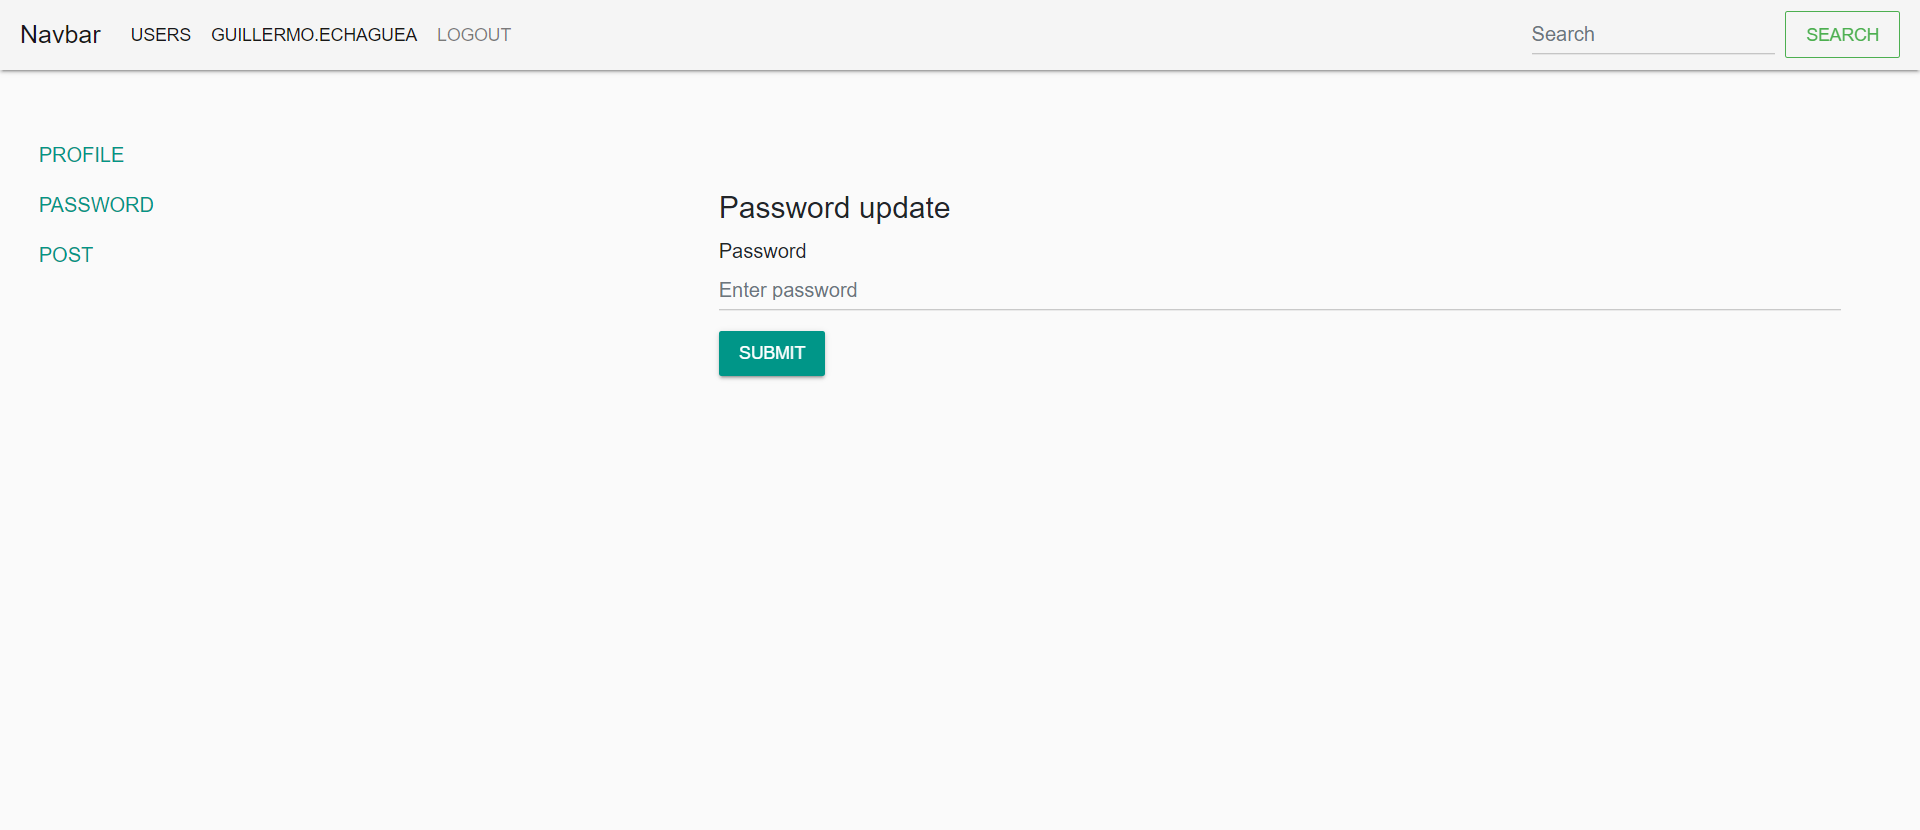 Navbar USERS GUILLERMO.ECHAGUEA LOGOUT Search SEARCH
PROFILE
PASSWORD
POST
Password update
Password
Enter password
SUBMIT